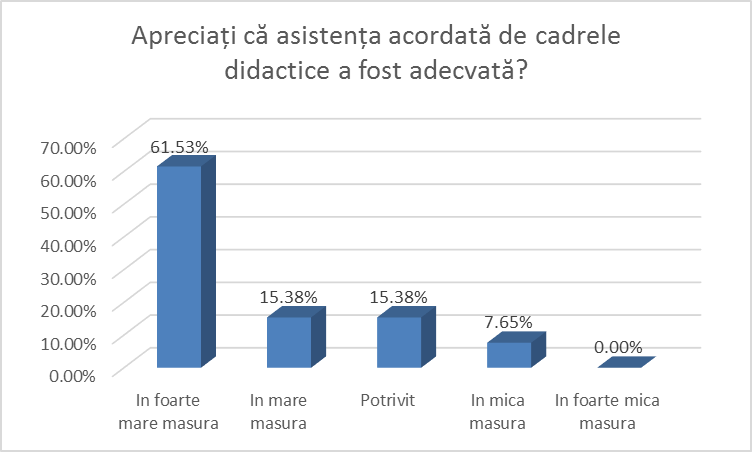 Apreciați că asistența acordată de cadrele
didactice a fost adecvată?
70.00%
60.00%
50.00%
40.00%
30.00%
20.00%
10.00%
0.00%
61.53%
15.38%
15.38%
7.65%
0.00%
In foarte
mare masura
In mare
masura
Potrivit
In mica
masura
In foarte mica
masura